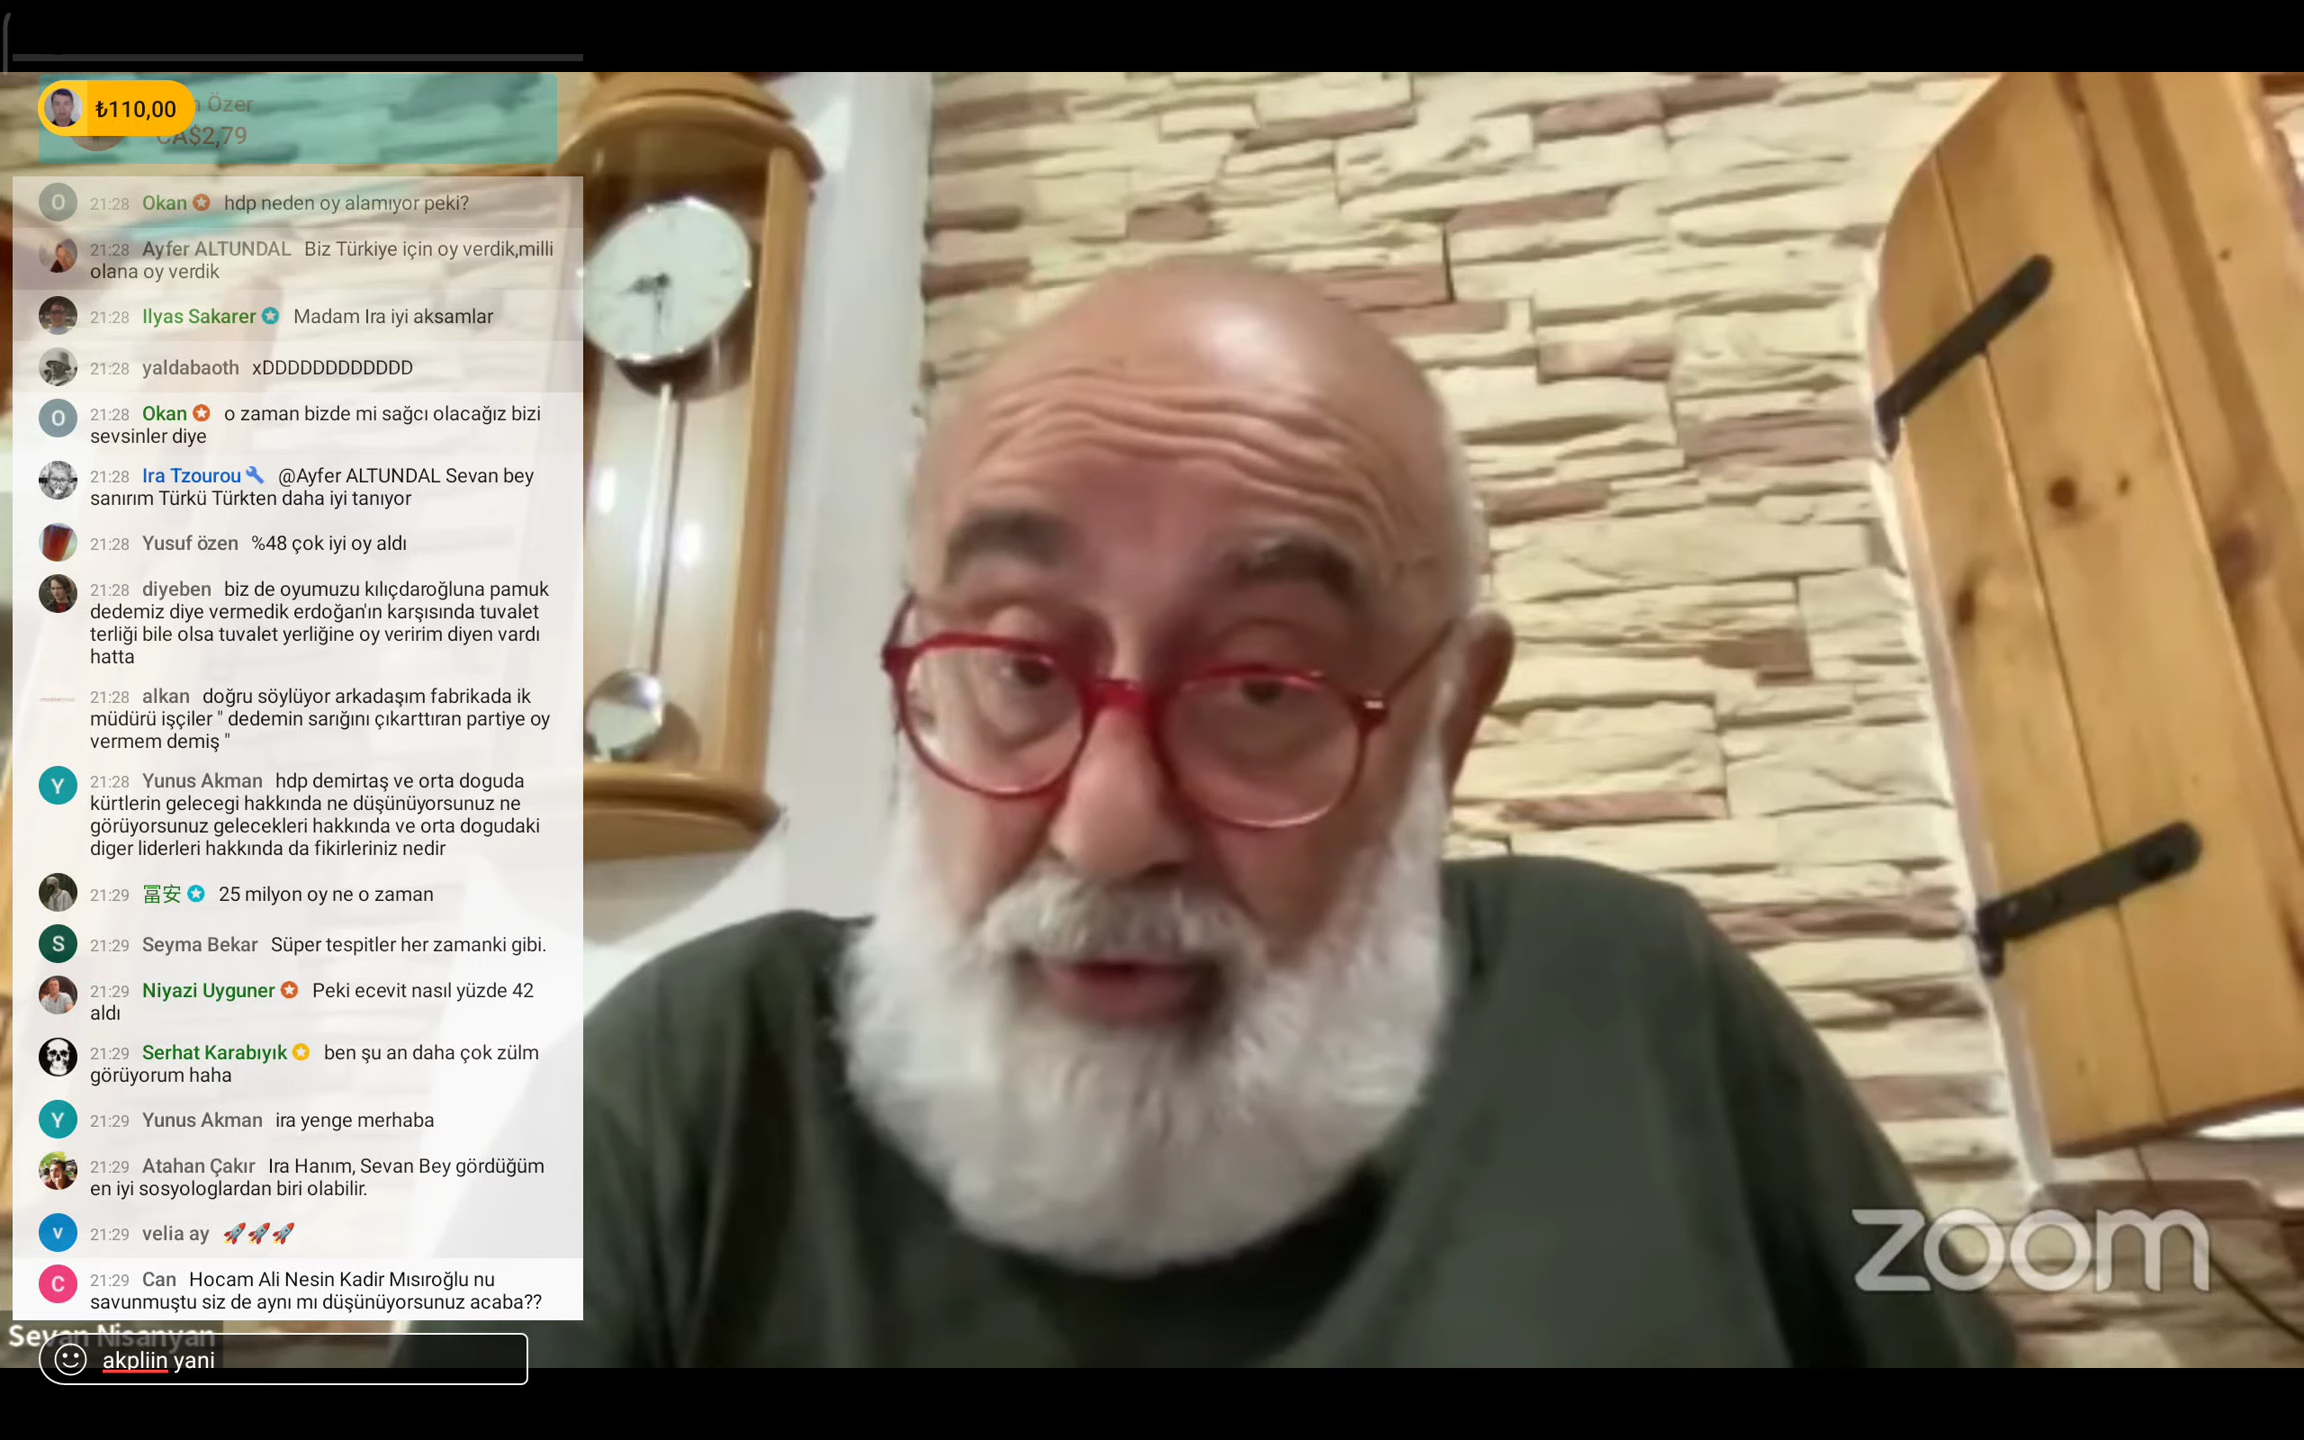 ₺110,00
Özer
CA$2,79
O 21:28 Okan hdp neden oy alamıyor peki?
21:28 Ayfer ALTUNDAL Biz Türkiye için oy verdik,milli
olana oy verdik
21:28 Ilyas Sakarer Madam Ira iyi aksamlar
21:28 yaldabaoth xDDDDDDDDDDDD
O 21:28 Okan o zaman bizde mi sağcı olacağız bizi
sevsinler diye
21:28 Ira Tzourou @Ayfer ALTUNDAL Sevan bey
sanırım Türkü Türkten daha iyi tanıyor
21:28 Yusuf özen %48 çok iyi oy aldı
21:28 diyeben biz de oyumuzu kılıçdaroğluna pamuk
dedemiz diye vermedik erdoğan'ın karşısında tuvalet
terliği bile olsa tuvalet yerliğine oy veririm diyen vardı
hatta
21:28 alkan doğru söylüyor arkadaşım fabrikada ik
müdürü işçiler " dedemin sarığını çıkarttıran partiye oy
vermem demiş "
Y 21:28 Yunus Akman hdp demirtaş ve orta doguda
kürtlerin gelecegi hakkında ne düşünüyorsunuz ne
görüyorsunuz gelecekleri hakkında ve orta dogudaki
diger liderleri hakkında da fikirleriniz nedir
21:29 冨安 25 milyon oy ne o zaman
S 21:29 Seyma Bekar Süper tespitler her zamanki gibi.
21:29 Niyazi Uyguner Peki ecevit nasıl yüzde 42
aldı
21:29 Serhat Karabıyık ben şu an daha çok zülm
görüyorum haha
Y 21:29 Yunus Akman ira yenge merhaba
21:29 Atahan Çakır Ira Hanım, Sevan Bey gördüğüm
en iyi sosyologlardan biri olabilir.
v 21:29 velia ay 🚀🚀🚀
C 21:29 Can Hocam Ali Nesin Kadir Mısıroğlu nu
savunmuştu siz de aynı mı düşünüyorsunuz acaba??
Sevan Nisanyan
akpliin yani
zoom